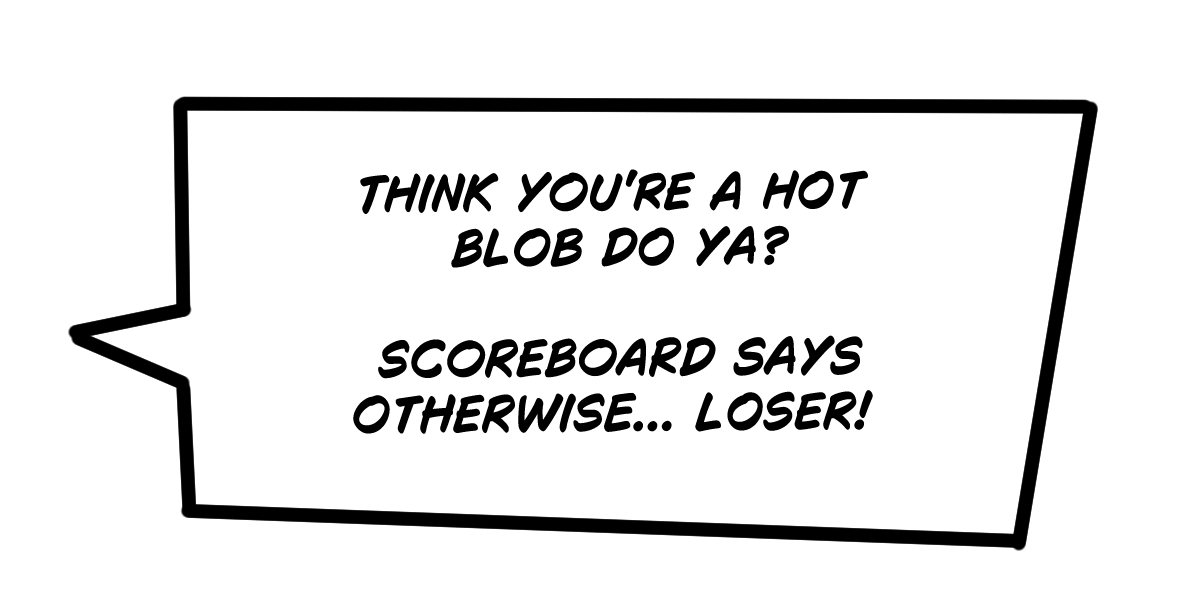 THINK YOU'RE A HOT
BLOB DO YA?
SCOREBOARD SAYS
OTHERWISE... LOSER!